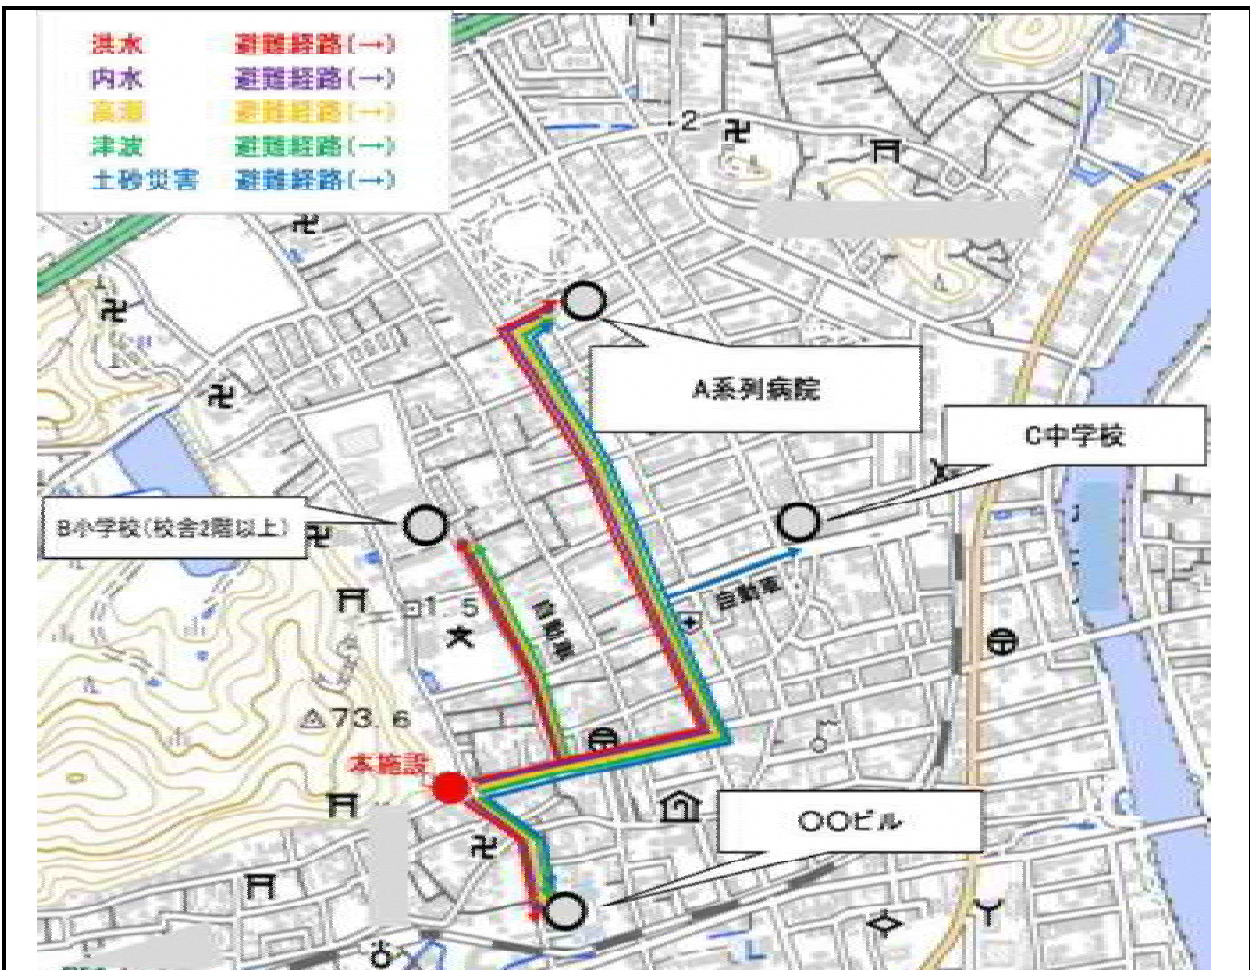 洪水 避難経路(→)
内水 避難経路(→)
高潮 避難経路(→)
津波 避難経路(→)
土砂災害 避難経路(→)
2
A系列病院
C中学校
B小学校(校舎2階以上)
自動車
自動車
1.5
73.6
本施設
〇〇ビル